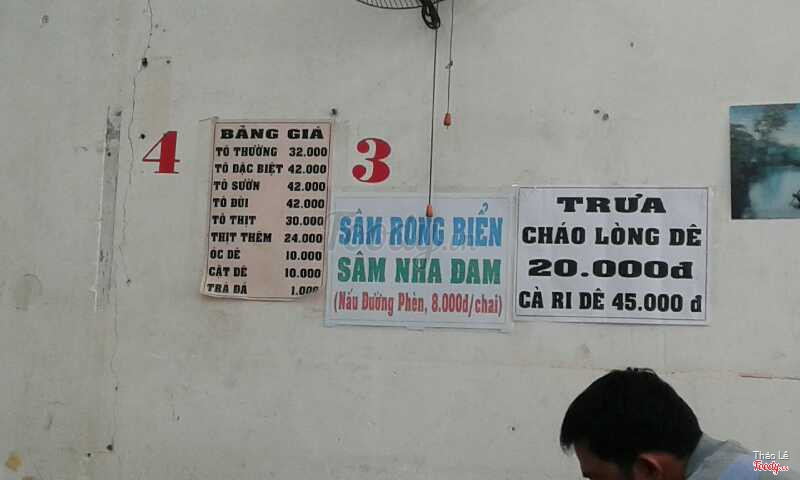 4
BẢNG GIÁ
TÔ THƯỜNG 32.000
TÔ ĐẶC BIỆT 42.000
TÔ SƯỜN 42.000
TÔ ĐÙI 42.000
TÔ THỊT 30.000
THỊT THÊM 24.000
ÓC DÊ 10.000
CẬT DÊ 10.000
TRÀ ĐÁ 1.000
3
SÂM RONG BIỂN
SÂM NHA ĐAM
(Nấu Đường Phèn, 8.000đ/chai)
TRƯA
CHÁO LÒNG DÊ
20.000đ
CÀ RI DÊ 45.000 đ
Thảo Lê
Foody.vn